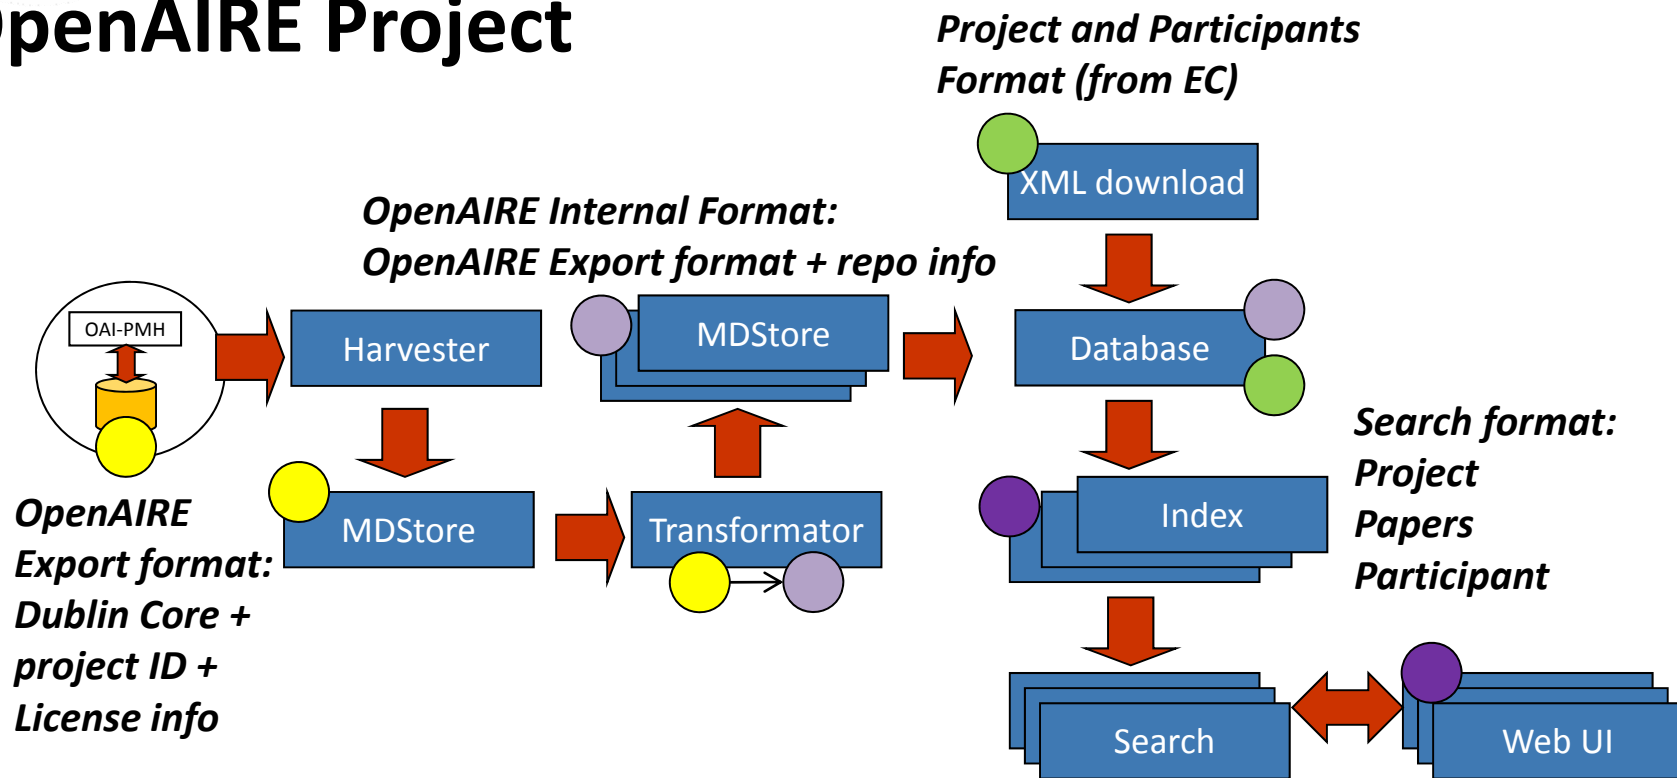 OpenAIRE Project
Project and Participants
Format (from EC)
XML download
OpenAIRE Internal Format:
OpenAIRE Export format + repo info
OAI-PMH
Harvester
MDStore
Database
MDStore
Transformator
Index
Search format:
Project
Papers
Participant
OpenAIRE
Export format:
Dublin Core +
project ID +
License info
Search
Web UI